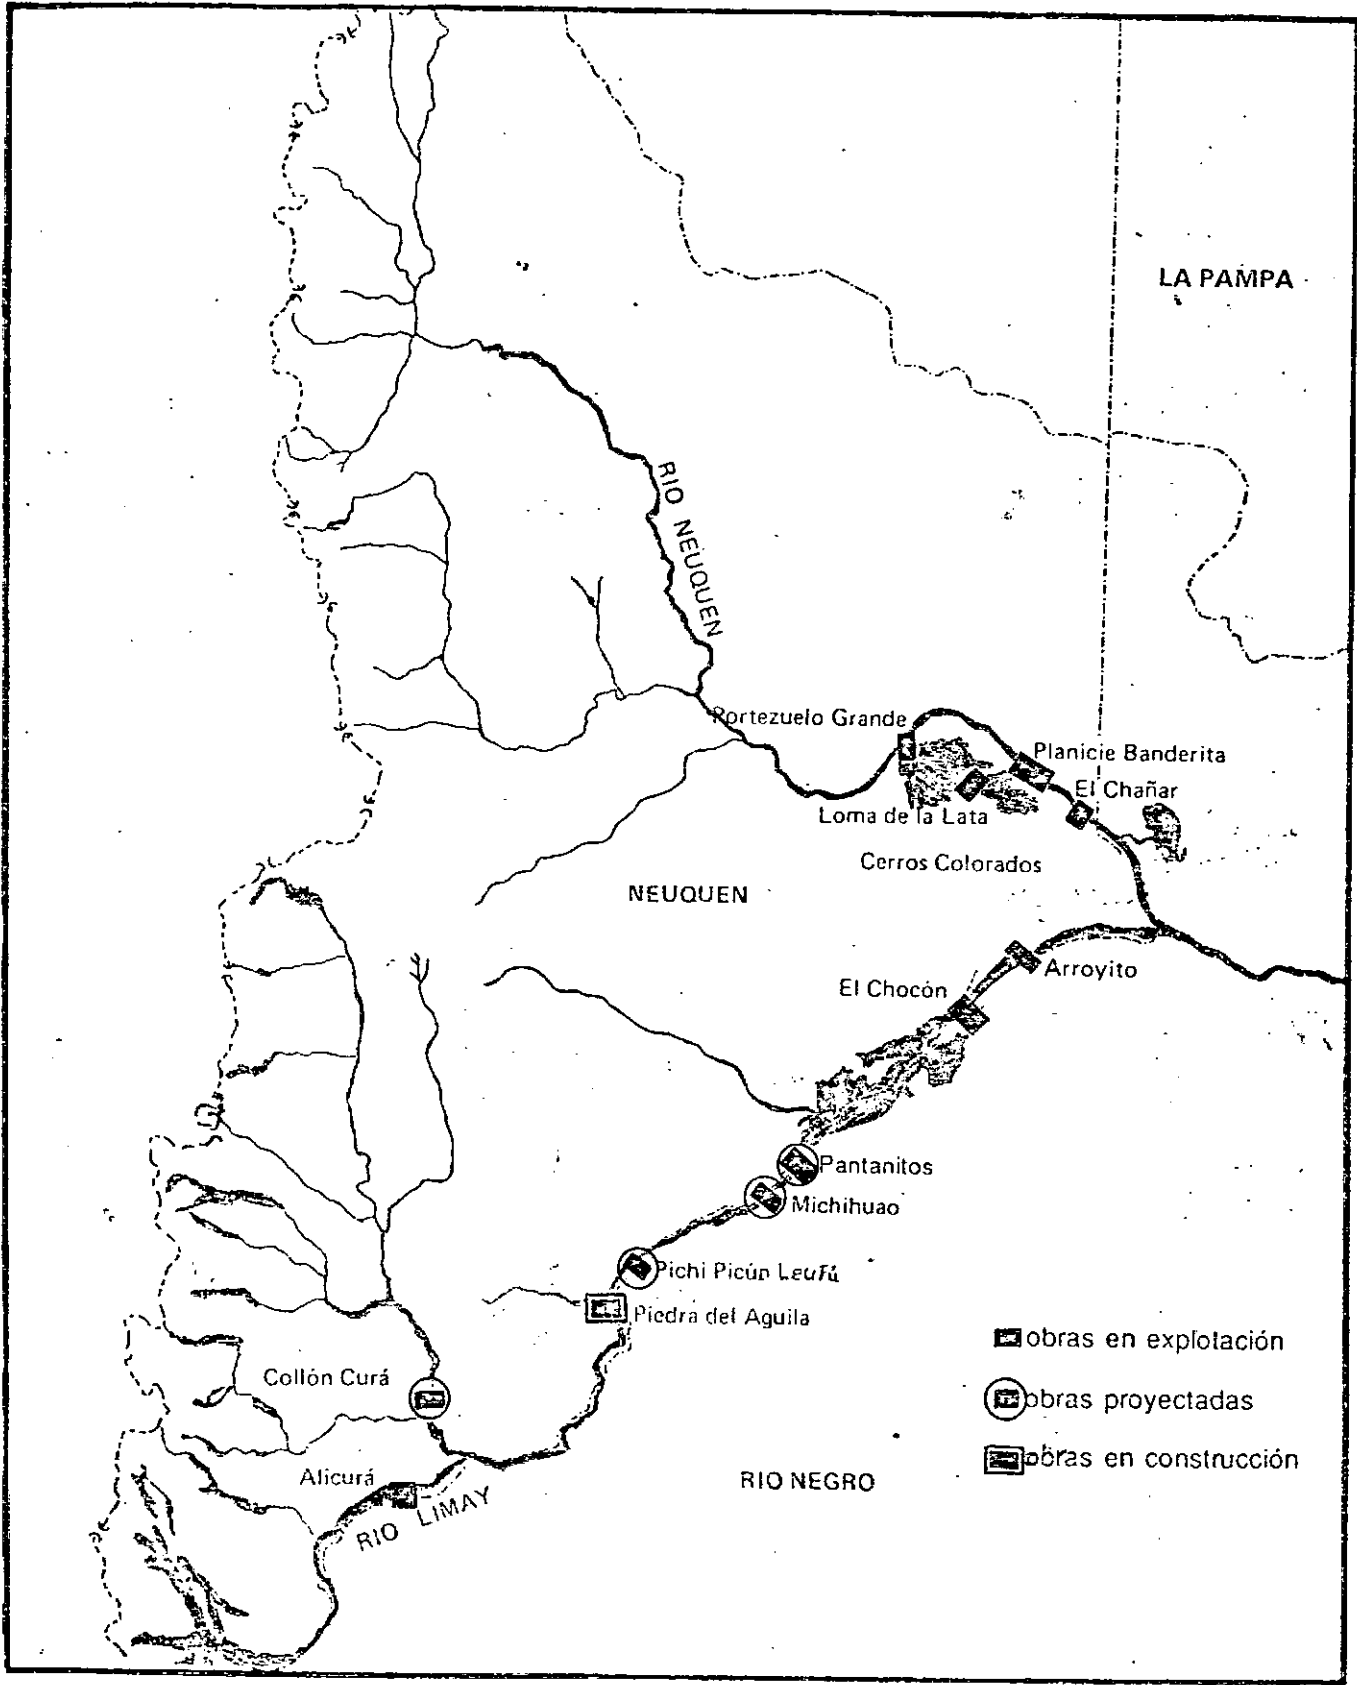 LA PAMPA
RIO NEUQUEN
Portezuelo Grande
Planicie Banderita
El Chañar
Loma de la Lata
Cerros Colorados
NEUQUEN
Arroyito
El Chocón
Pantanitos
Michihuao
Pichi Picún Leufú
Piedra del Aguila
obras en explotación
Collón Curá
obras proyectadas
obras en construcción
Alicurá
RIO NEGRO
RIO LIMAY